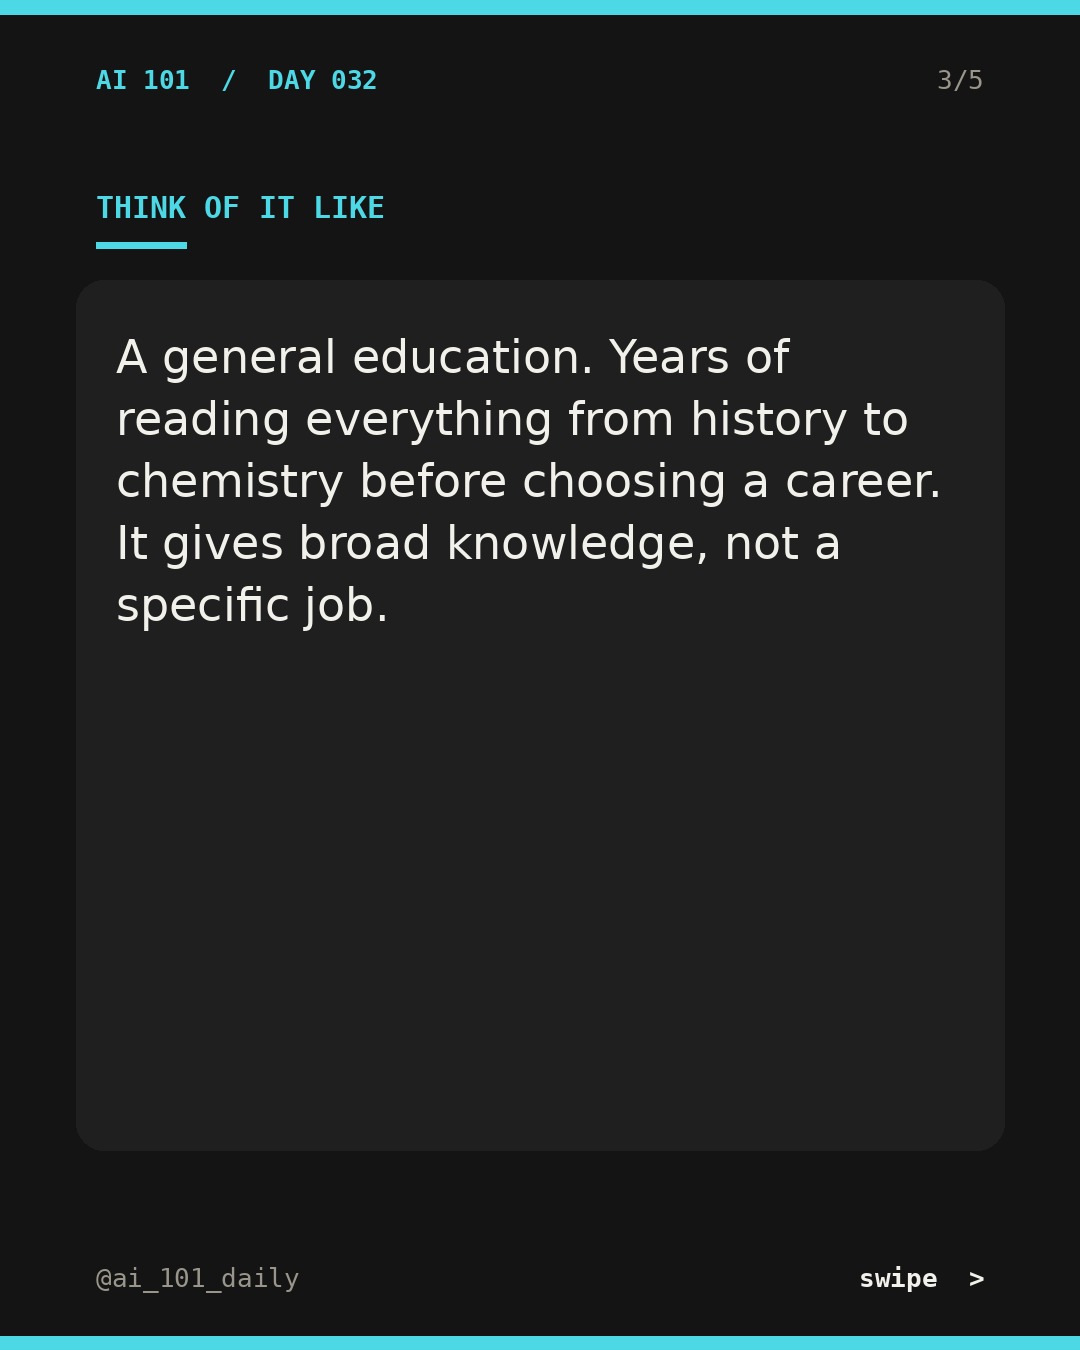 AI 101 / DAY 032
3/5
THINK OF IT LIKE
A general education. Years of
reading everything from history to
chemistry before choosing a career.
It gives broad knowledge, not a
specific job.
@ai_101_daily
swipe >